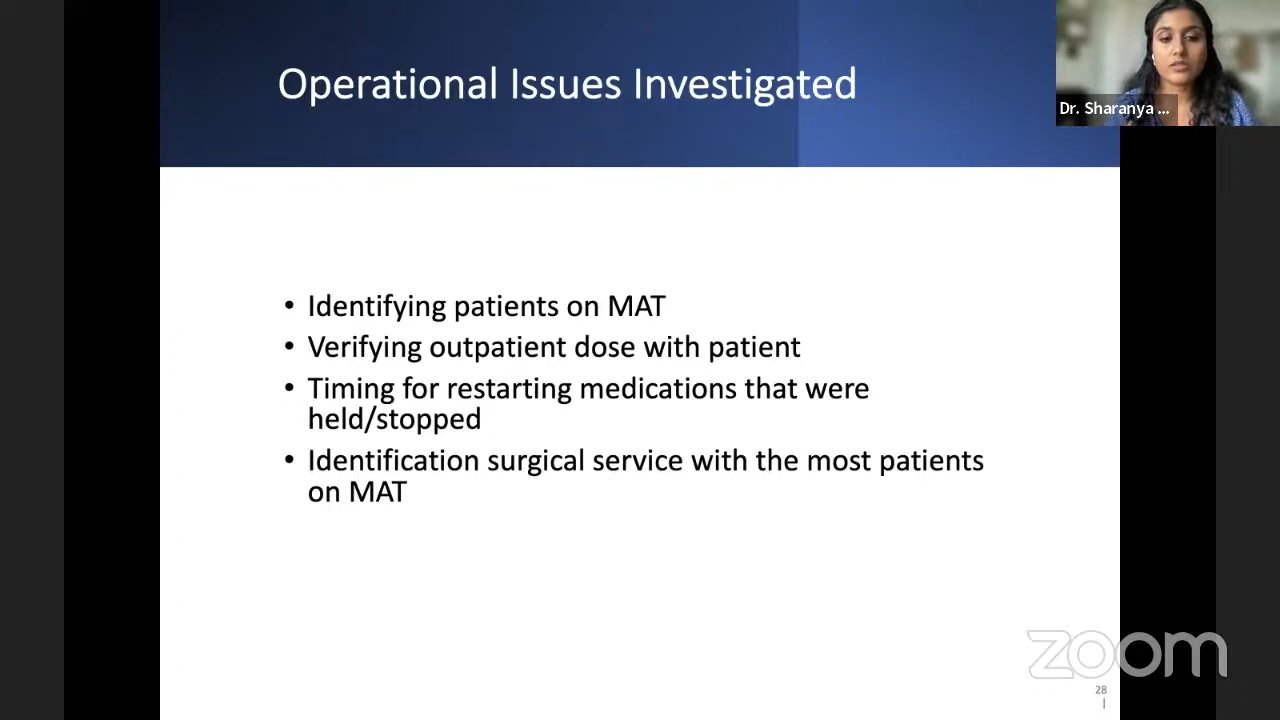 Operational Issues Investigated
Dr. Sharanya ...
• Identifying patients on MAT
• Verifying outpatient dose with patient
• Timing for restarting medications that were
held/stopped
• Identification surgical service with the most patients
on MAT
zoom
28
|